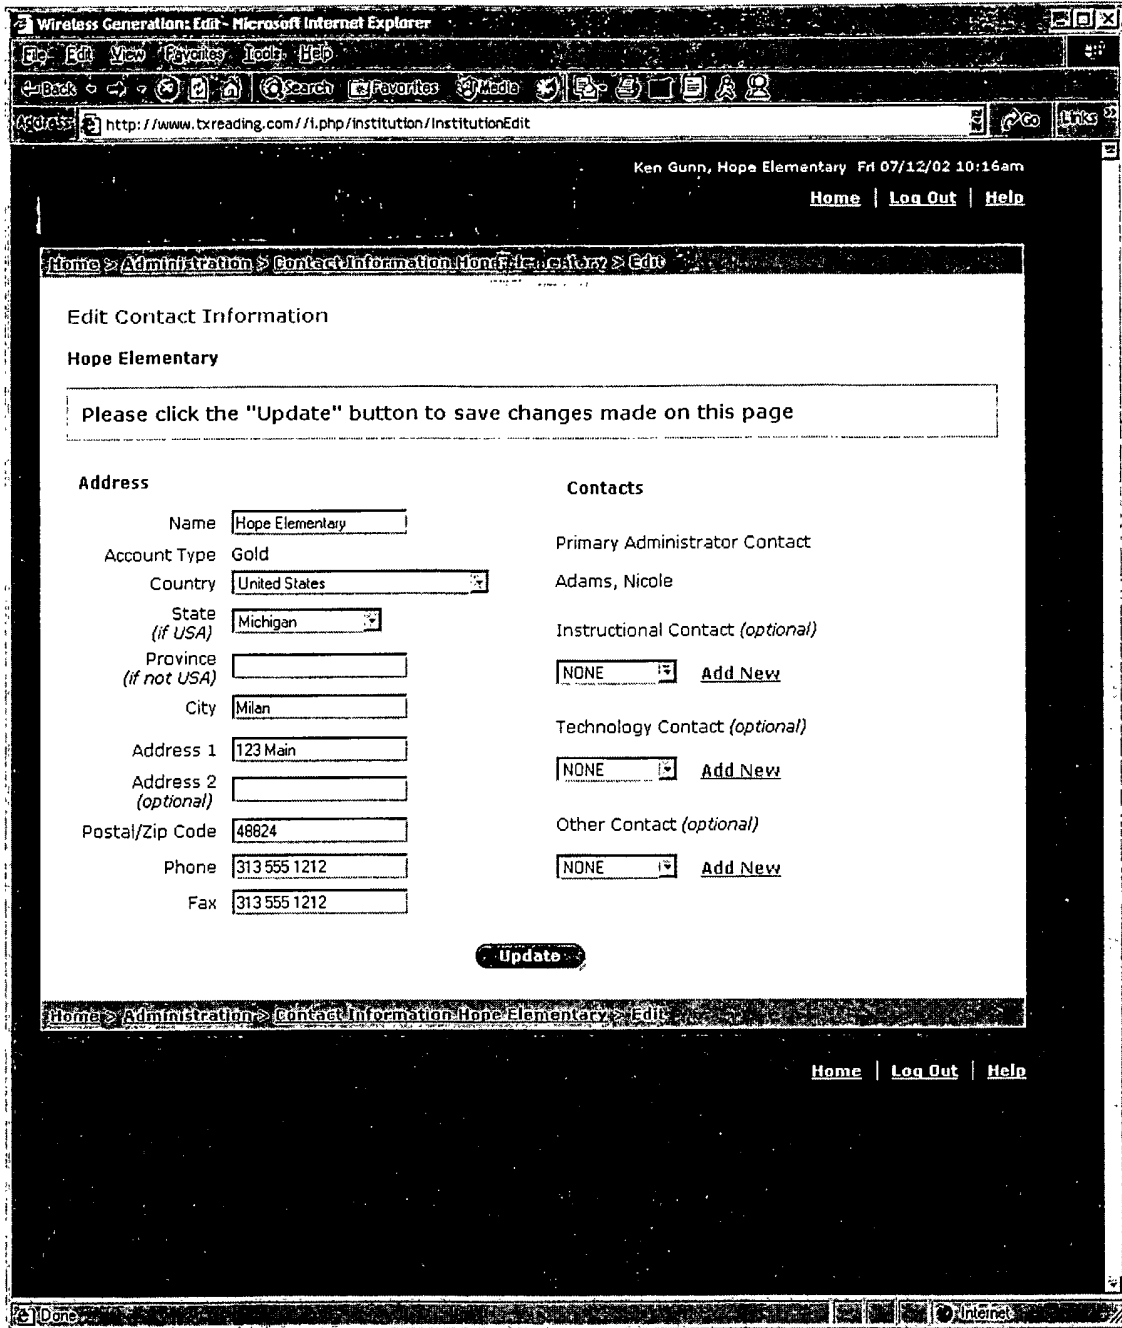 Wireless Generation: Edit - Microsoft Internet Explorer
File Edit View Favorites Tools Help
Back Search Favorites Media
Address http://www.txreading.com//i.php/institution/InstitutionEdit Go Links
Ken Gunn, Hope Elementary Fri 07/12/02 10:16am
Home | Log Out | Help
Home > Administration > Contact Information Elementary > Edit
Edit Contact Information
Hope Elementary
Please click the "Update" button to save changes made on this page
Address
Name Hope Elementary
Account Type Gold
Country United States
State (if USA) Michigan
Province (if not USA)
City Milan
Address 1 123 Main
Address 2 (optional)
Postal/Zip Code 48824
Phone 313 555 1212
Fax 313 555 1212
Contacts
Primary Administrator Contact
Adams, Nicole
Instructional Contact (optional)
NONE Add New
Technology Contact (optional)
NONE Add New
Other Contact (optional)
NONE Add New
Update
Home > Administration > Contact Information Hope Elementary > Edit
Home | Log Out | Help
Done Internet